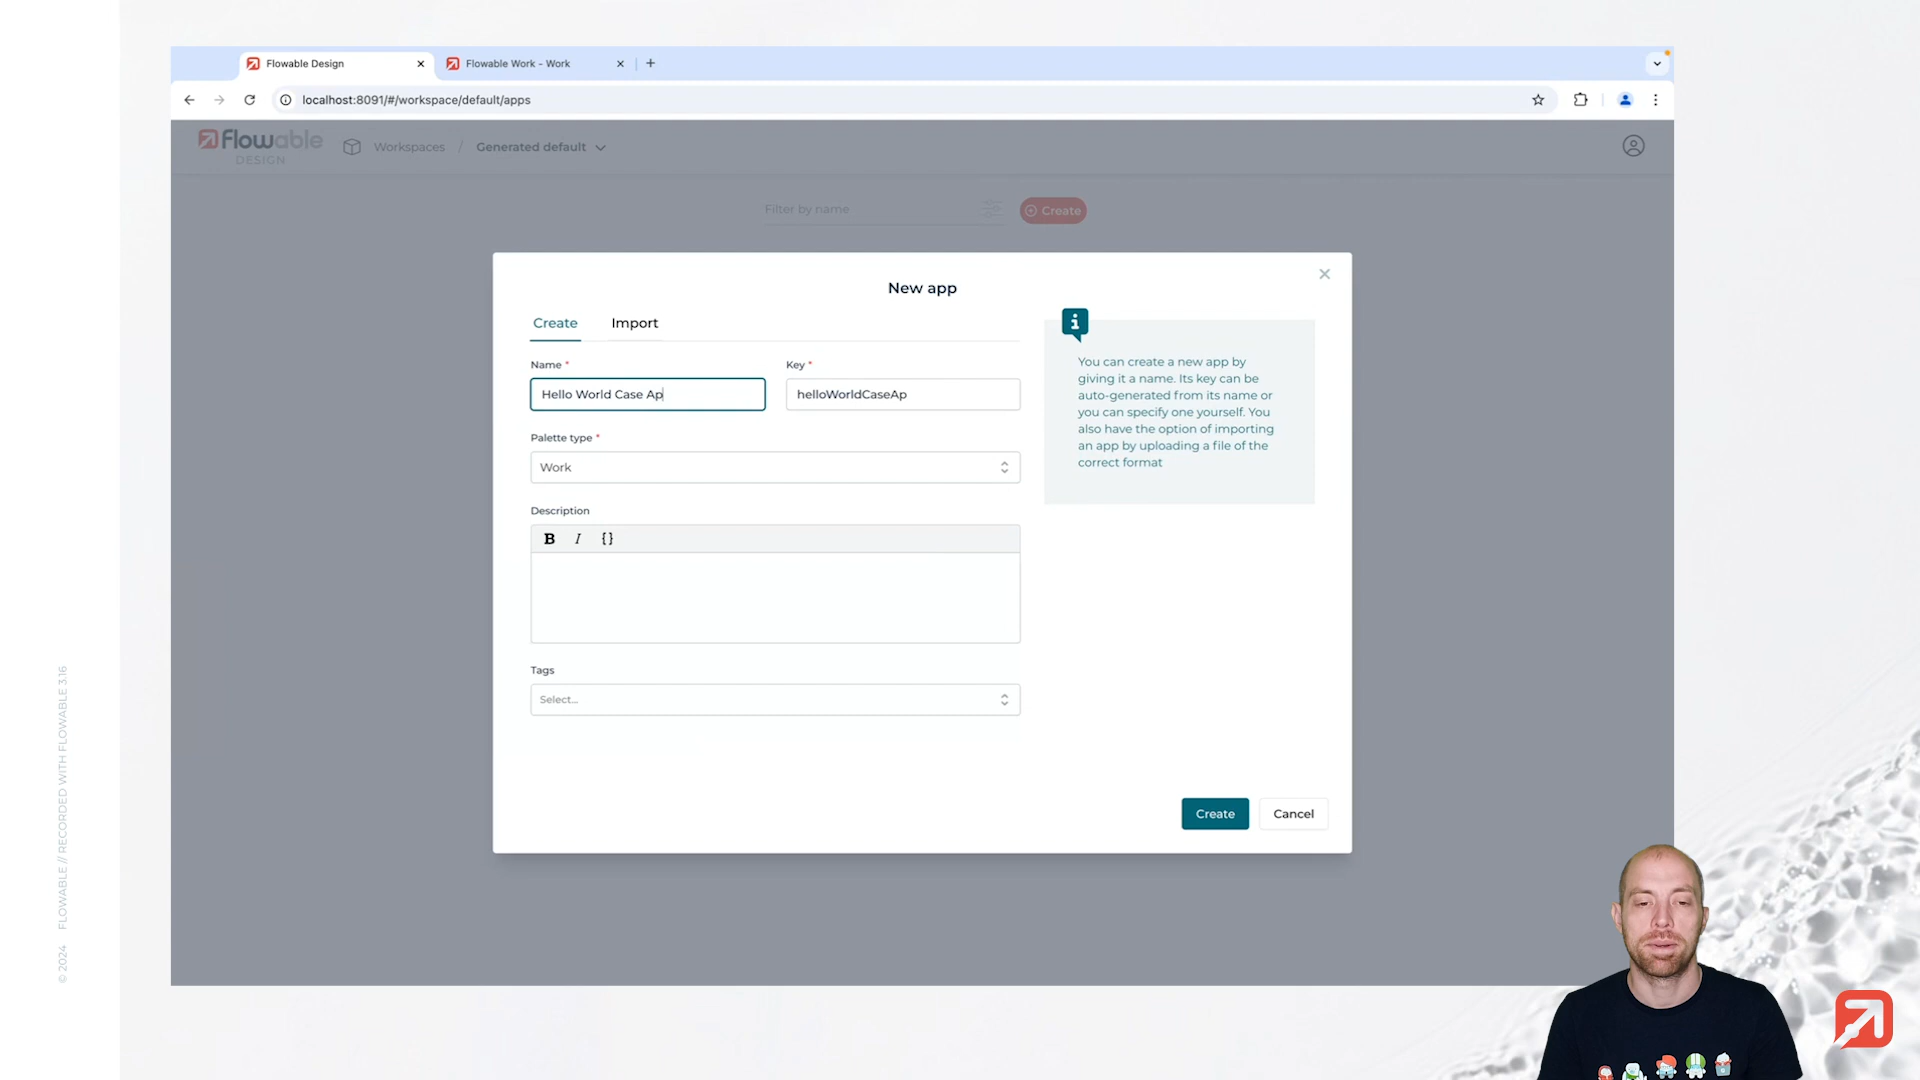 Flowable Design
Flowable Work - Work
localhost:8091/#/workspace/default/apps
Flowable
DESIGN
Workspaces / Generated default
Filter by name
Create
New app
Create
Import
Name *
Key *
Hello World Case Ap
helloWorldCaseAp
Palette type *
Work
Description
B I {}
Tags
Select...
You can create a new app by
giving it a name. Its key can be
auto-generated from its name or
you can specify one yourself. You
also have the option of importing
an app by uploading a file of the
correct format
Create
Cancel
© 2024 FLOWABLE // RECORDED WITH FLOWABLE 3.16